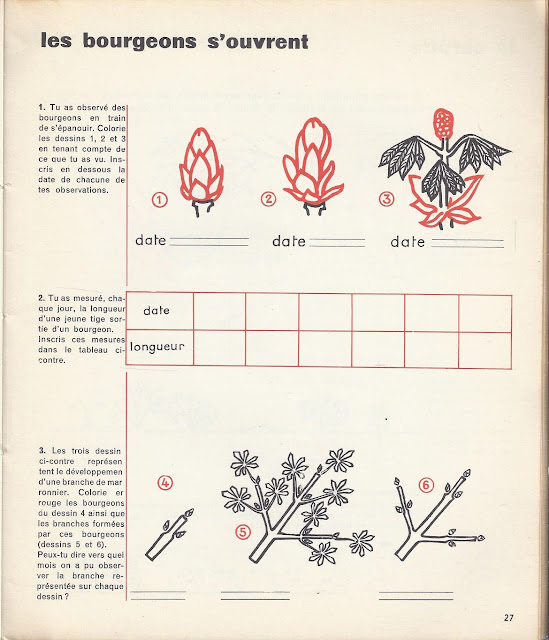 les bourgeons s'ouvrent
1. Tu as observé des
bourgeons en train
de s'épanouir. Colorie
les dessins 1, 2 et 3
en tenant compte de
ce que tu as vu. Ins-
cris en dessous la
date de chacune de
tes observations.
1
2
3
date
date
date
2. Tu as mesuré, cha-
que jour, la longueur
d'une jeune tige sor-
tie d'un bourgeon.
Inscris ces mesures
dans le tableau ci-
contre.
date
longueur
3. Les trois dessin
ci-contre représen
tent le développemen
d'une branche de mar
ronnier. Colorie er
rouge les bourgeons
du dessin 4 ainsi que
les branches formées
par ces bourgeons
(dessins 5 et 6).
Peux-tu dire vers quel
mois on a pu obser-
ver la branche re-
présentée sur chaque
dessin ?
4
5
6
27